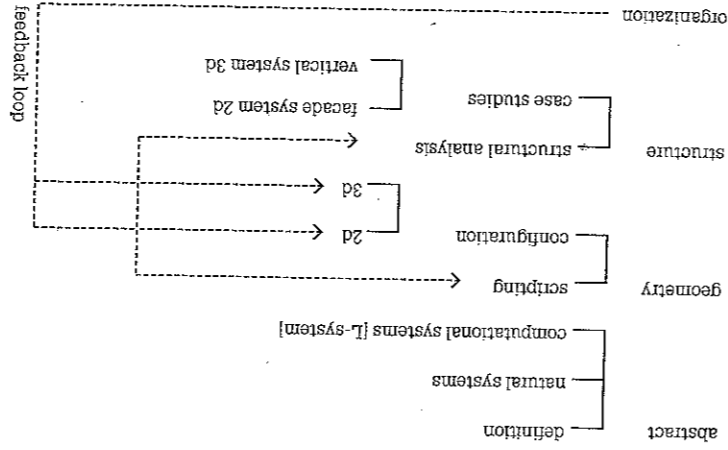 abstract
definition
natural systems
computational systems [L-system]
geometry
scripting
configuration
2d
3d
structure
structural analysis
case studies
facade system 2d
vertical system 3d
organization
feedback loop